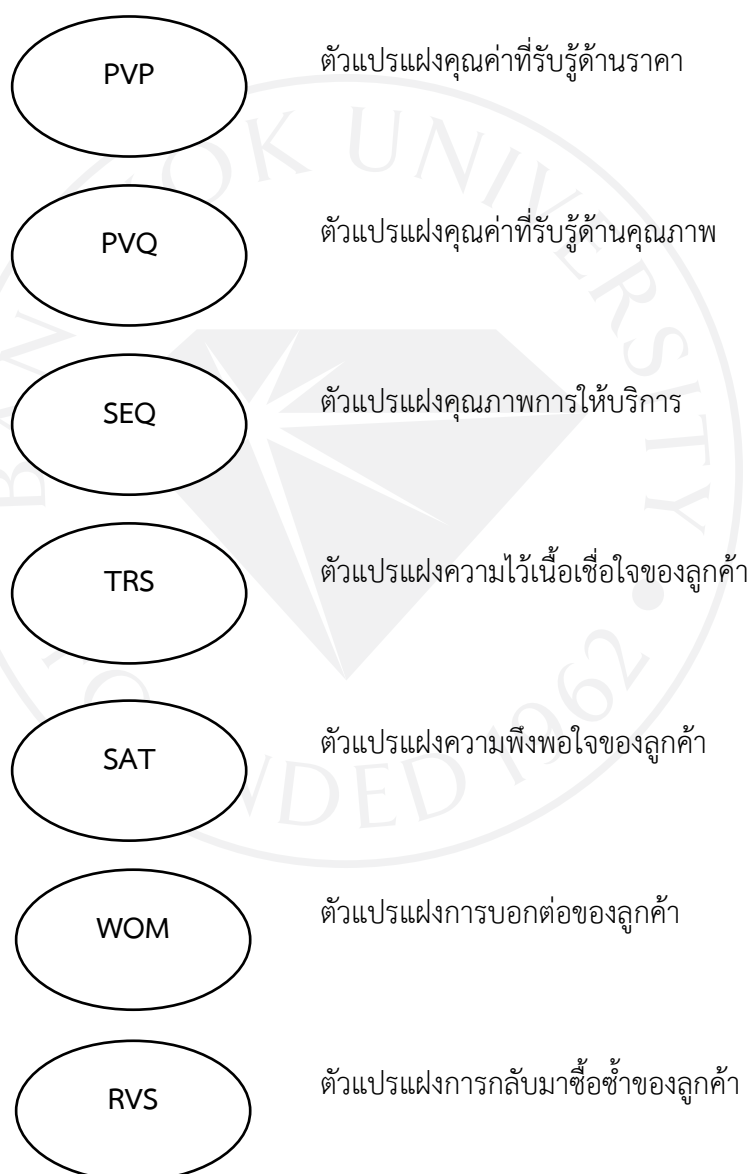 PVP ตัวแปรแฝงคุณค่าที่รับรู้ด้านราคา
PVQ ตัวแปรแฝงคุณค่าที่รับรู้ด้านคุณภาพ
SEQ ตัวแปรแฝงคุณภาพการให้บริการ
TRS ตัวแปรแฝงความไว้เนื้อเชื่อใจของลูกค้า
SAT ตัวแปรแฝงความพึงพอใจของลูกค้า
WOM ตัวแปรแฝงการบอกต่อของลูกค้า
RVS ตัวแปรแฝงการกลับมาซื้อซ้ำของลูกค้า